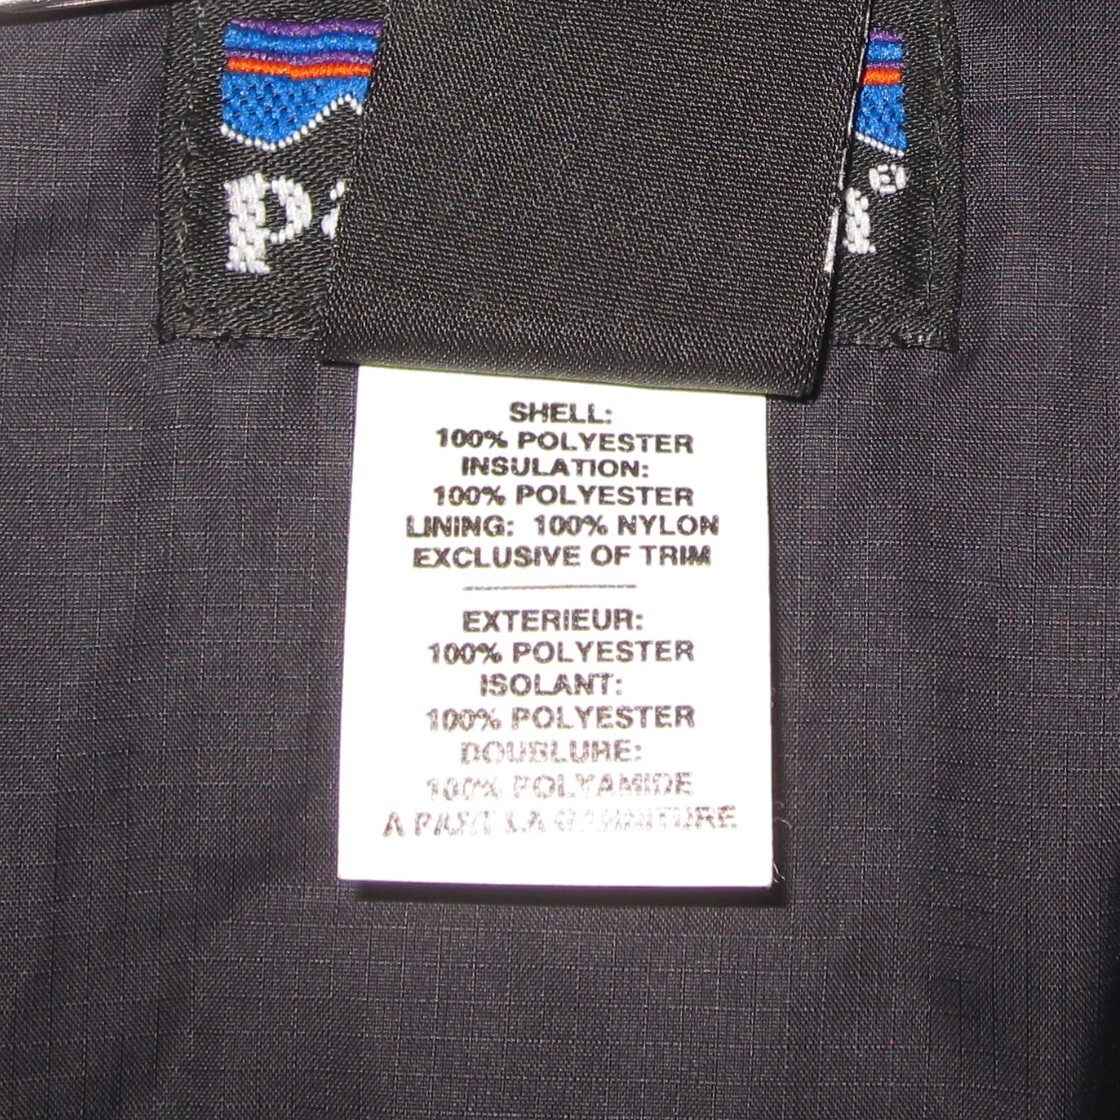 SHELL:
100% POLYESTER
INSULATION:
100% POLYESTER
LINING: 100% NYLON
EXCLUSIVE OF TRIM
EXTERIEUR:
100% POLYESTER
ISOLANT:
100% POLYESTER
DOUBLURE:
100% POLYAMIDE
A PART LA GARNITURE